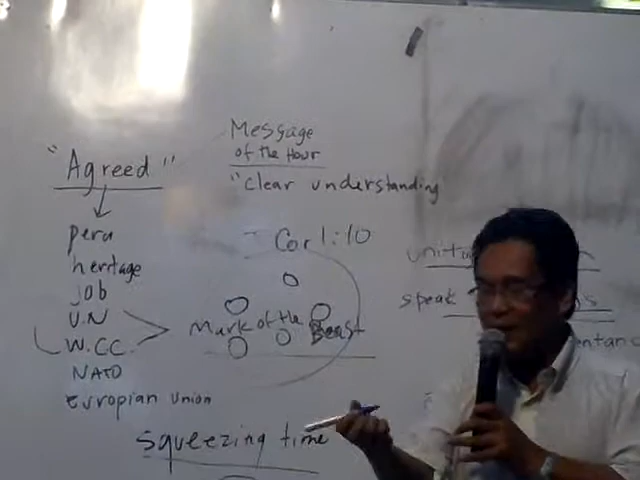 "Agreed"
pera
heritage
job
U.N
W.C.C.
NATO
europian union
Message
of the Hour
"Clear understanding
Cor 1:10
Mark of the Beast
squeezing time
speak